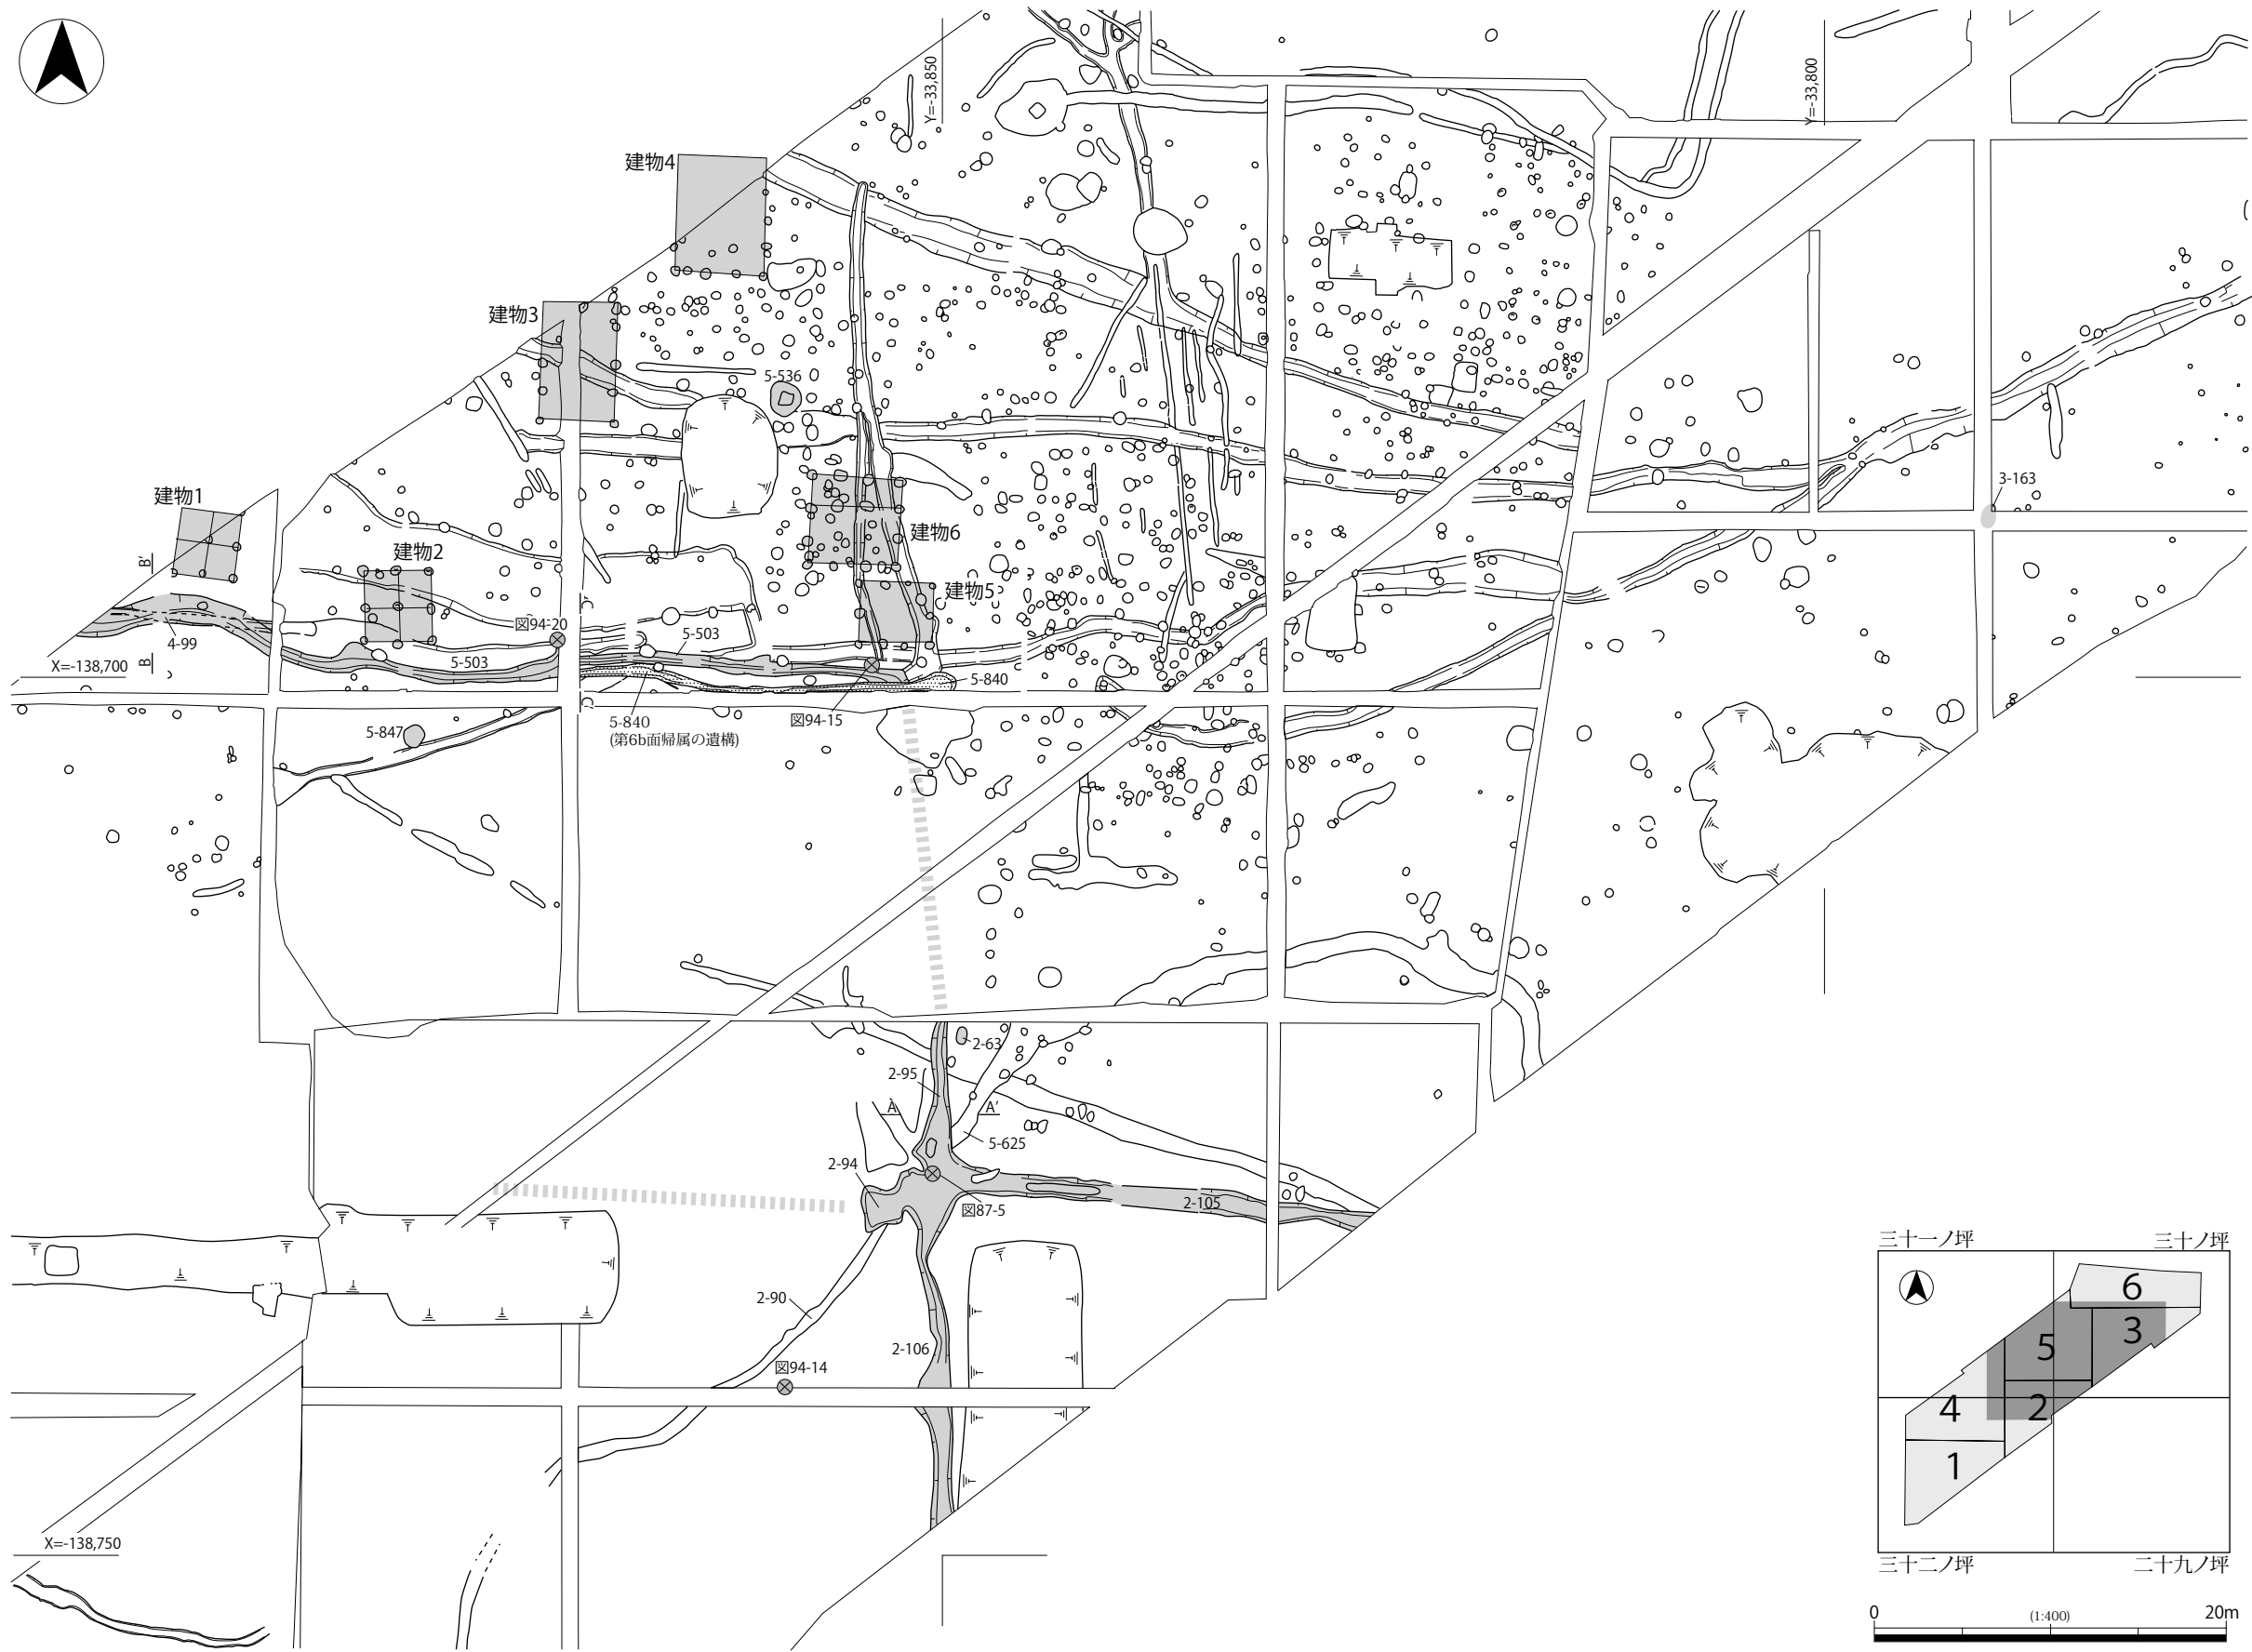 Y=-33,850
Y=-33,800
建物4
建物3
5-536
建物1
3-163
建物6
建物2
B'
建物5
図94-20
4-99
5-503
5-503
B
X=-138,700
5-840
5-840
(第6b面帰属の遺構)
図94-15
5-847
2-63
2-95
A
A'
5-625
2-94
2-105
図87-5
2-90
2-106
図94-14
X=-138,750
三十一ノ坪
三十ノ坪
6
5
3
4
2
1
三十二ノ坪
二十九ノ坪
0
(1:400)
20m